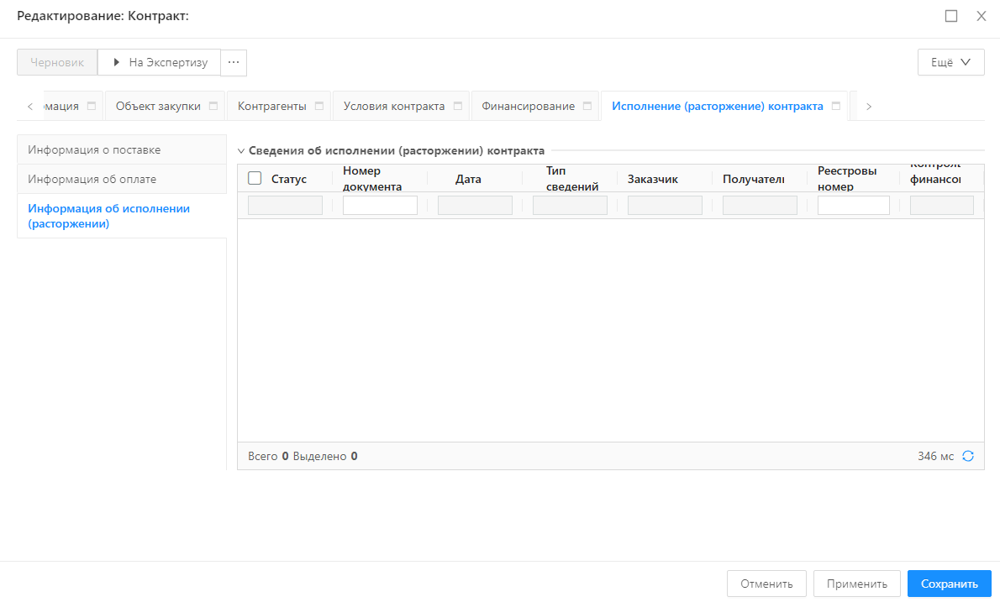 Редактирование: Контракт:
Черновик На Экспертизу ... Ещё
мация Объект закупки Контрагенты Условия контракта Финансирование Исполнение (расторжение) контракта
Информация о поставке
Информация об оплате
Информация об исполнении
(расторжении)
Сведения об исполнении (расторжении) контракта
Статус Номер документа Дата Тип сведений Заказчик Получател Реестровы номер финансо
Всего 0 Выделено 0 346 мс
Отменить Применить Сохранить